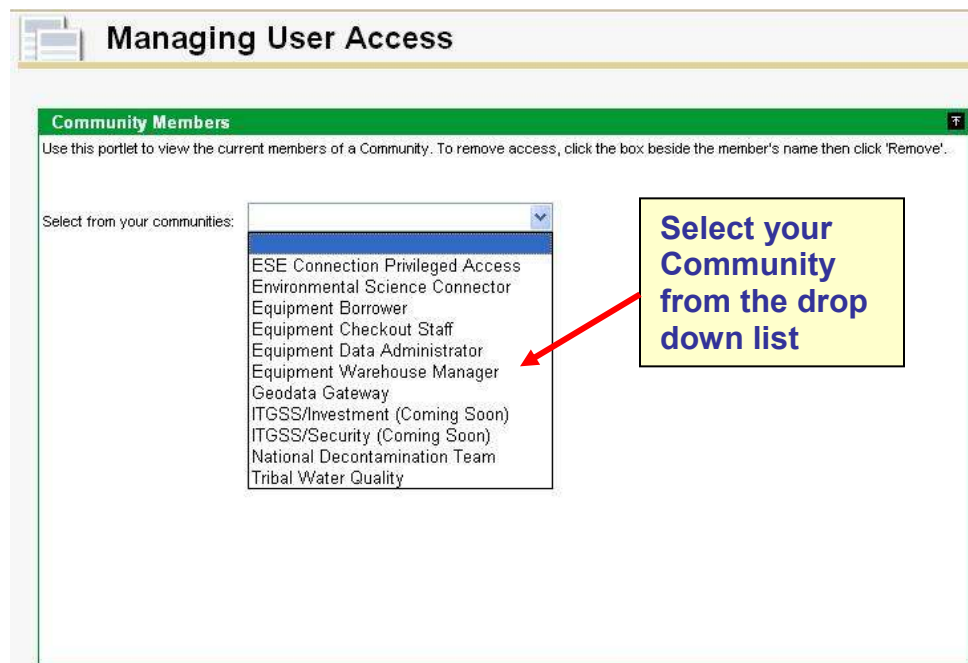 Managing User Access
Community Members
Use this portlet to view the current members of a Community. To remove access, click the box beside the member's name then click 'Remove'.
Select from your communities:
ESE Connection Privileged Access
Environmental Science Connector
Equipment Borrower
Equipment Checkout Staff
Equipment Data Administrator
Equipment Warehouse Manager
Geodata Gateway
ITGSS/Investment (Coming Soon)
ITGSS/Security (Coming Soon)
National Decontamination Team
Tribal Water Quality
Select your
Community
from the drop
down list